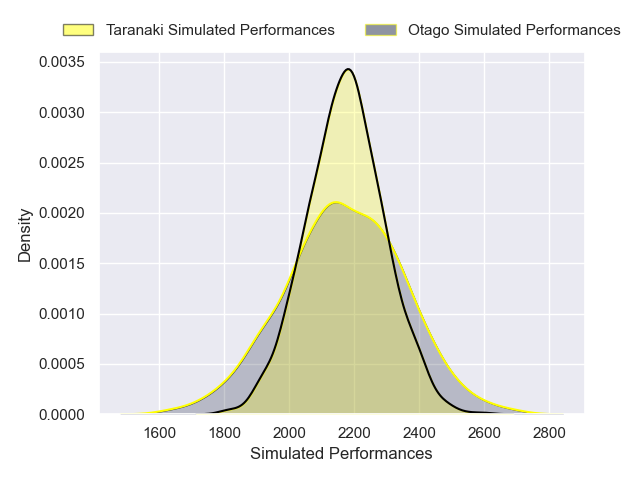 Taranaki Simulated Performances Otago Simulated Performances
0.0035
0.0030
0.0025
0.0020
0.0015
0.0010
0.0005
0.0000
Density
1600 1800 2000 2200 2400 2600 2800
Simulated Performances